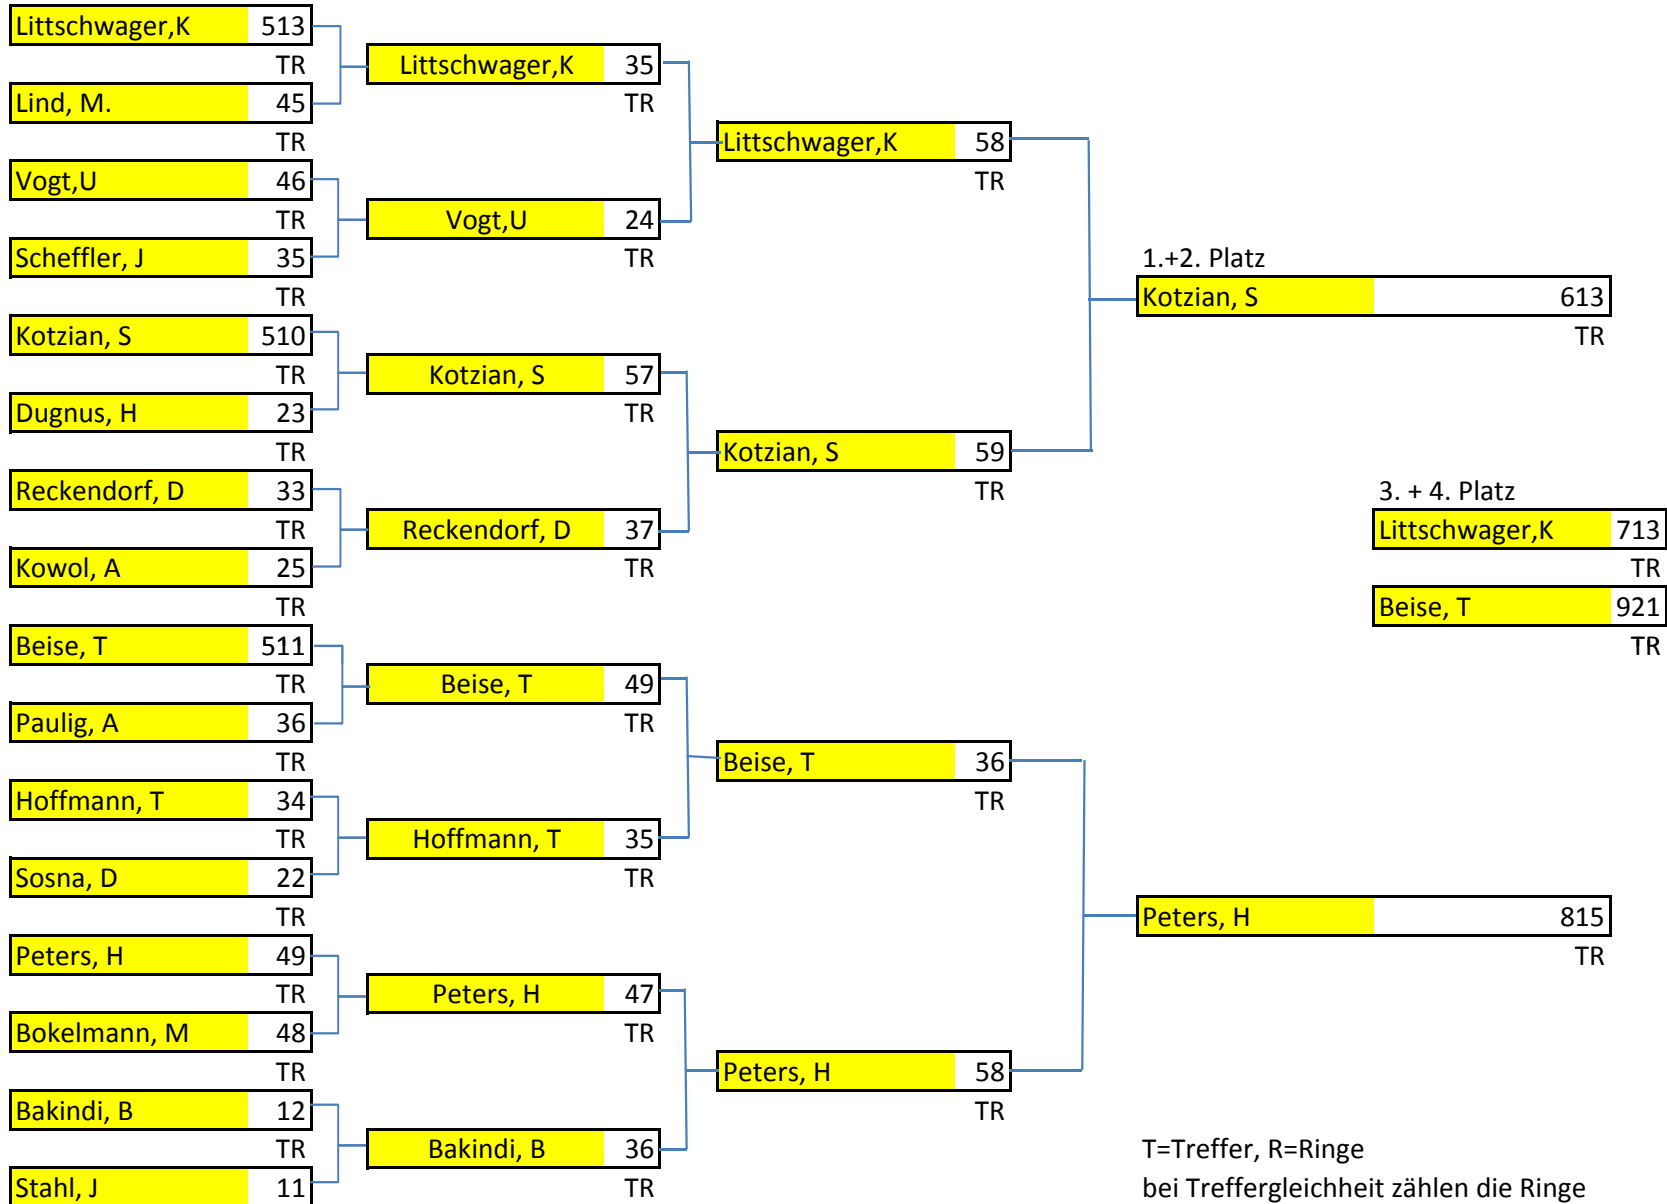 Littschwager,K 513
TR
Lind, M. 45
TR
Vogt,U 46
TR
Scheffler, J 35
TR
Kotzian, S 510
TR
Dugnus, H 23
TR
Reckendorf, D 33
TR
Kowol, A 25
TR
Beise, T 511
TR
Paulig, A 36
TR
Hoffmann, T 34
TR
Sosna, D 22
TR
Peters, H 49
TR
Bokelmann, M 48
TR
Bakindi, B 12
TR
Stahl, J 11
Littschwager,K 35
TR
Vogt,U 24
TR
Kotzian, S 57
TR
Reckendorf, D 37
TR
Beise, T 49
TR
Hoffmann, T 35
TR
Peters, H 47
TR
Bakindi, B 36
TR
Littschwager,K 58
TR
Kotzian, S 59
TR
Beise, T 36
TR
Peters, H 58
TR
1.+2. Platz
Kotzian, S 613
TR
Peters, H 815
TR
3. + 4. Platz
Littschwager,K 713
TR
Beise, T 921
TR
T=Treffer, R=Ringe
bei Treffergleichheit zählen die Ringe